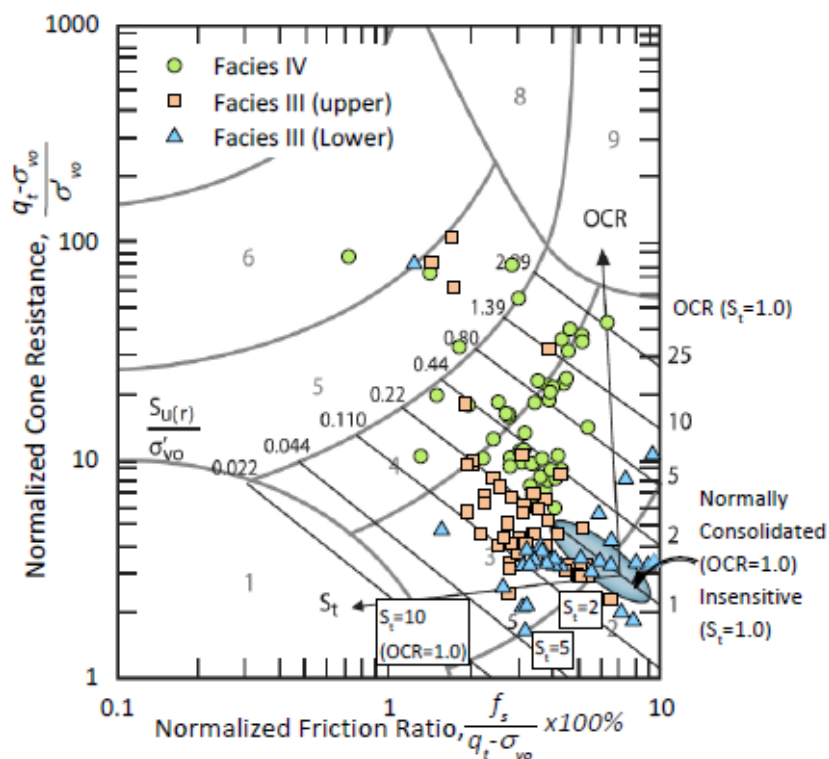 1000
Facies IV
Facies III (upper)
Facies III (Lower)
8
9
Normalized Cone Resistance, qt-σvo / σ'vo
OCR
6
100
2.39
1.39
OCR (St=1.0)
0.80
25
0.44
5
0.22
Su(r) / σ'vo
0.110
10
0.044
4
10
0.022
5
Normally
2
Consolidated
3
(OCR=1.0)
1
St
St=10
(OCR=1.0)
St=2
1
Insensitive
5
2
(St=1.0)
St=5
1
0.1
1
10
Normalized Friction Ratio, fs / qt-σvo x100%